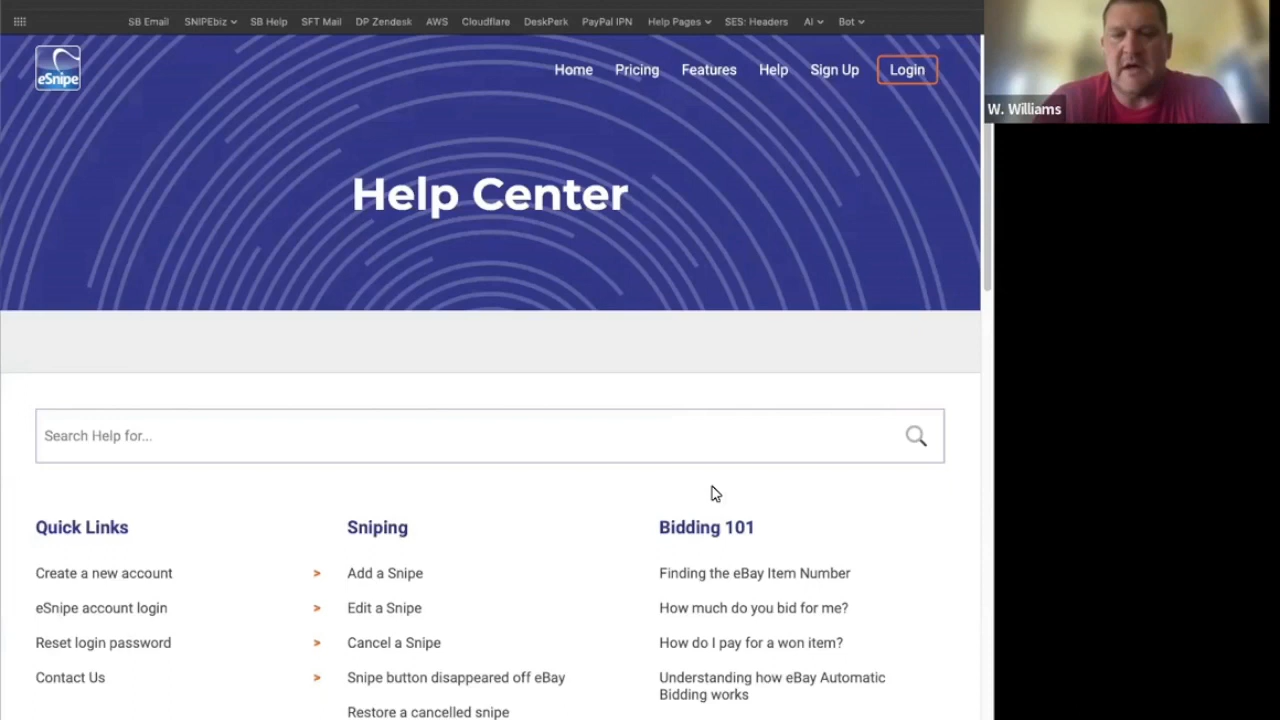 SB Email SNIPEbiz SB Help SFT Mail DP Zendesk AWS Cloudflare DeskPerk PayPal IPN Help Pages SES: Headers AI Bot
eSnipe
Home Pricing Features Help Sign Up Login
W. Williams
Help Center
Search Help for...
Quick Links
Create a new account >
eSnipe account login >
Reset login password >
Contact Us >
Sniping
Add a Snipe
Edit a Snipe
Cancel a Snipe
Snipe button disappeared off eBay
Restore a cancelled snipe
Bidding 101
Finding the eBay Item Number
How much do you bid for me?
How do I pay for a won item?
Understanding how eBay Automatic
Bidding works